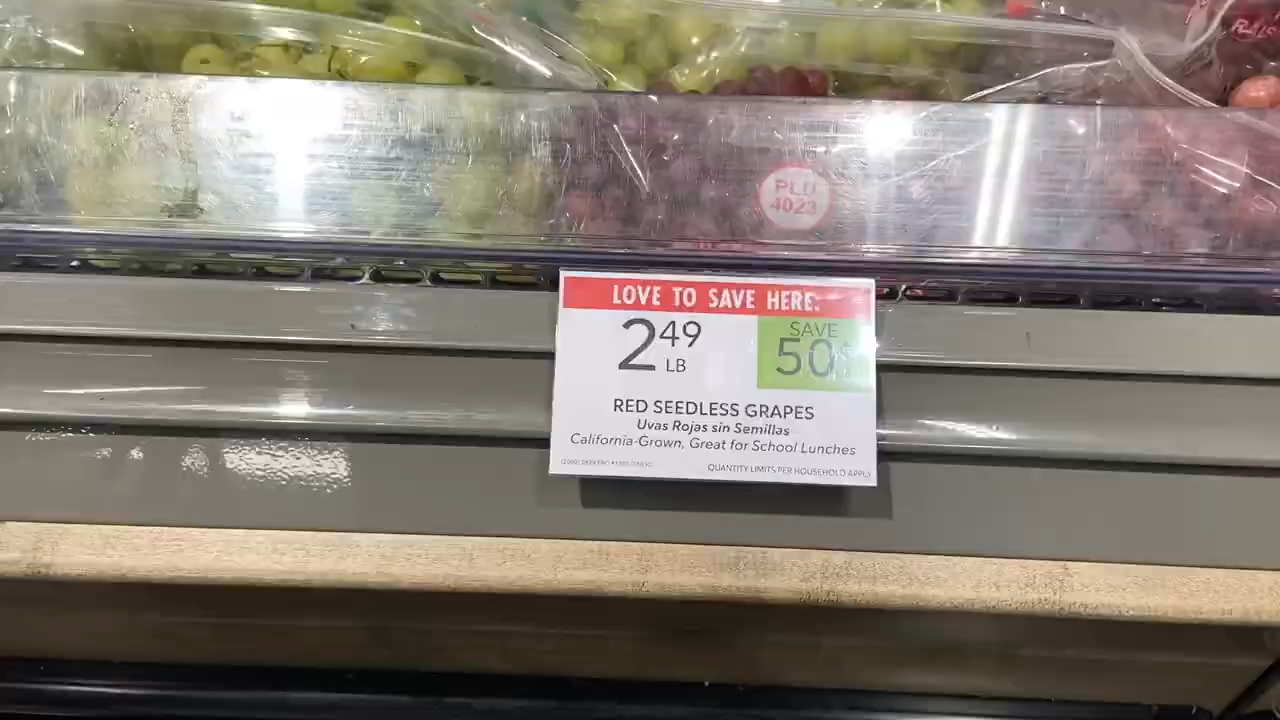 PLU
4023
LOVE TO SAVE HERE.
2 49
LB
SAVE
50¢
RED SEEDLESS GRAPES
Uvas Rojas sin Semillas
California-Grown, Great for School Lunches
QUANTITY LIMITS PER HOUSEHOLD APPLY